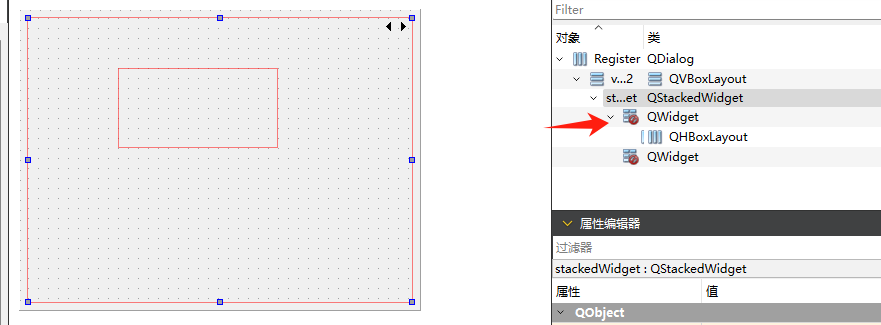 Filter
对象 类
Register QDialog
v...2 QVBoxLayout
st...et QStackedWidget
QWidget
QHBoxLayout
QWidget
属性编辑器
过滤器
stackedWidget : QStackedWidget
属性 值
QObject